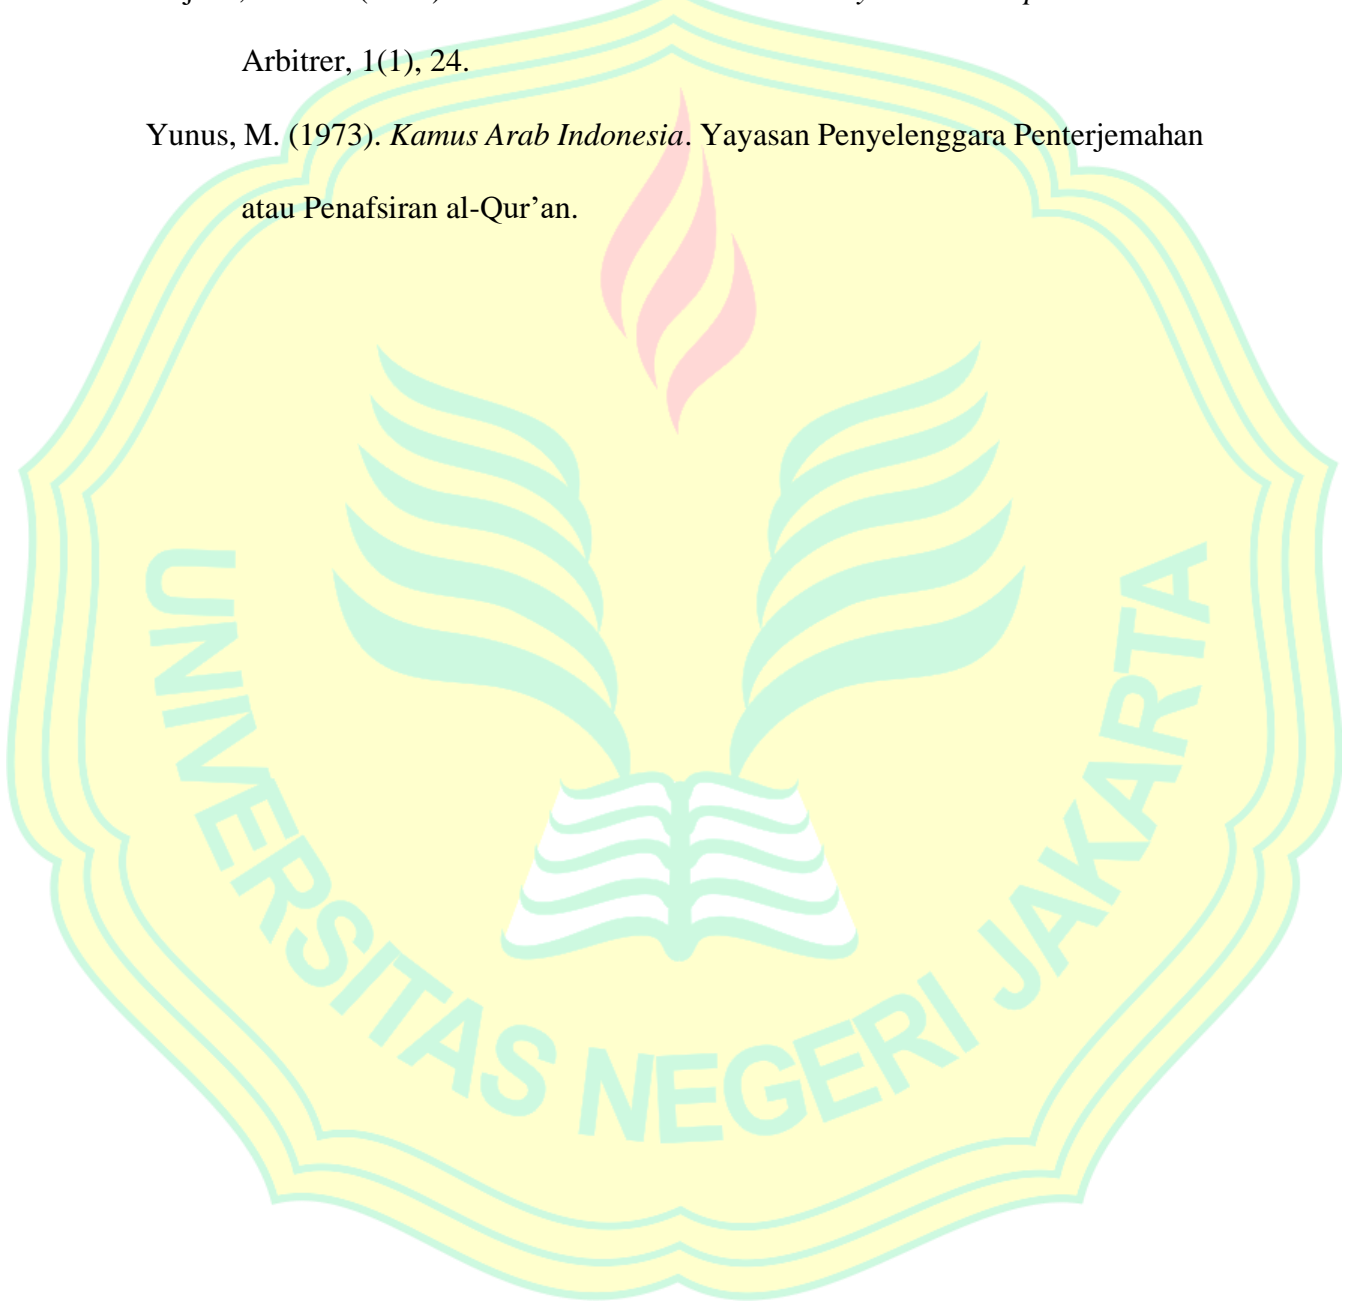 Arbitrer, 1(1), 24.
Yunus, M. (1973). Kamus Arab Indonesia. Yayasan Penyelenggara Penterjemahan
atau Penafsiran al-Qur’an.
UNIVERSITAS NEGERI JAKARTA